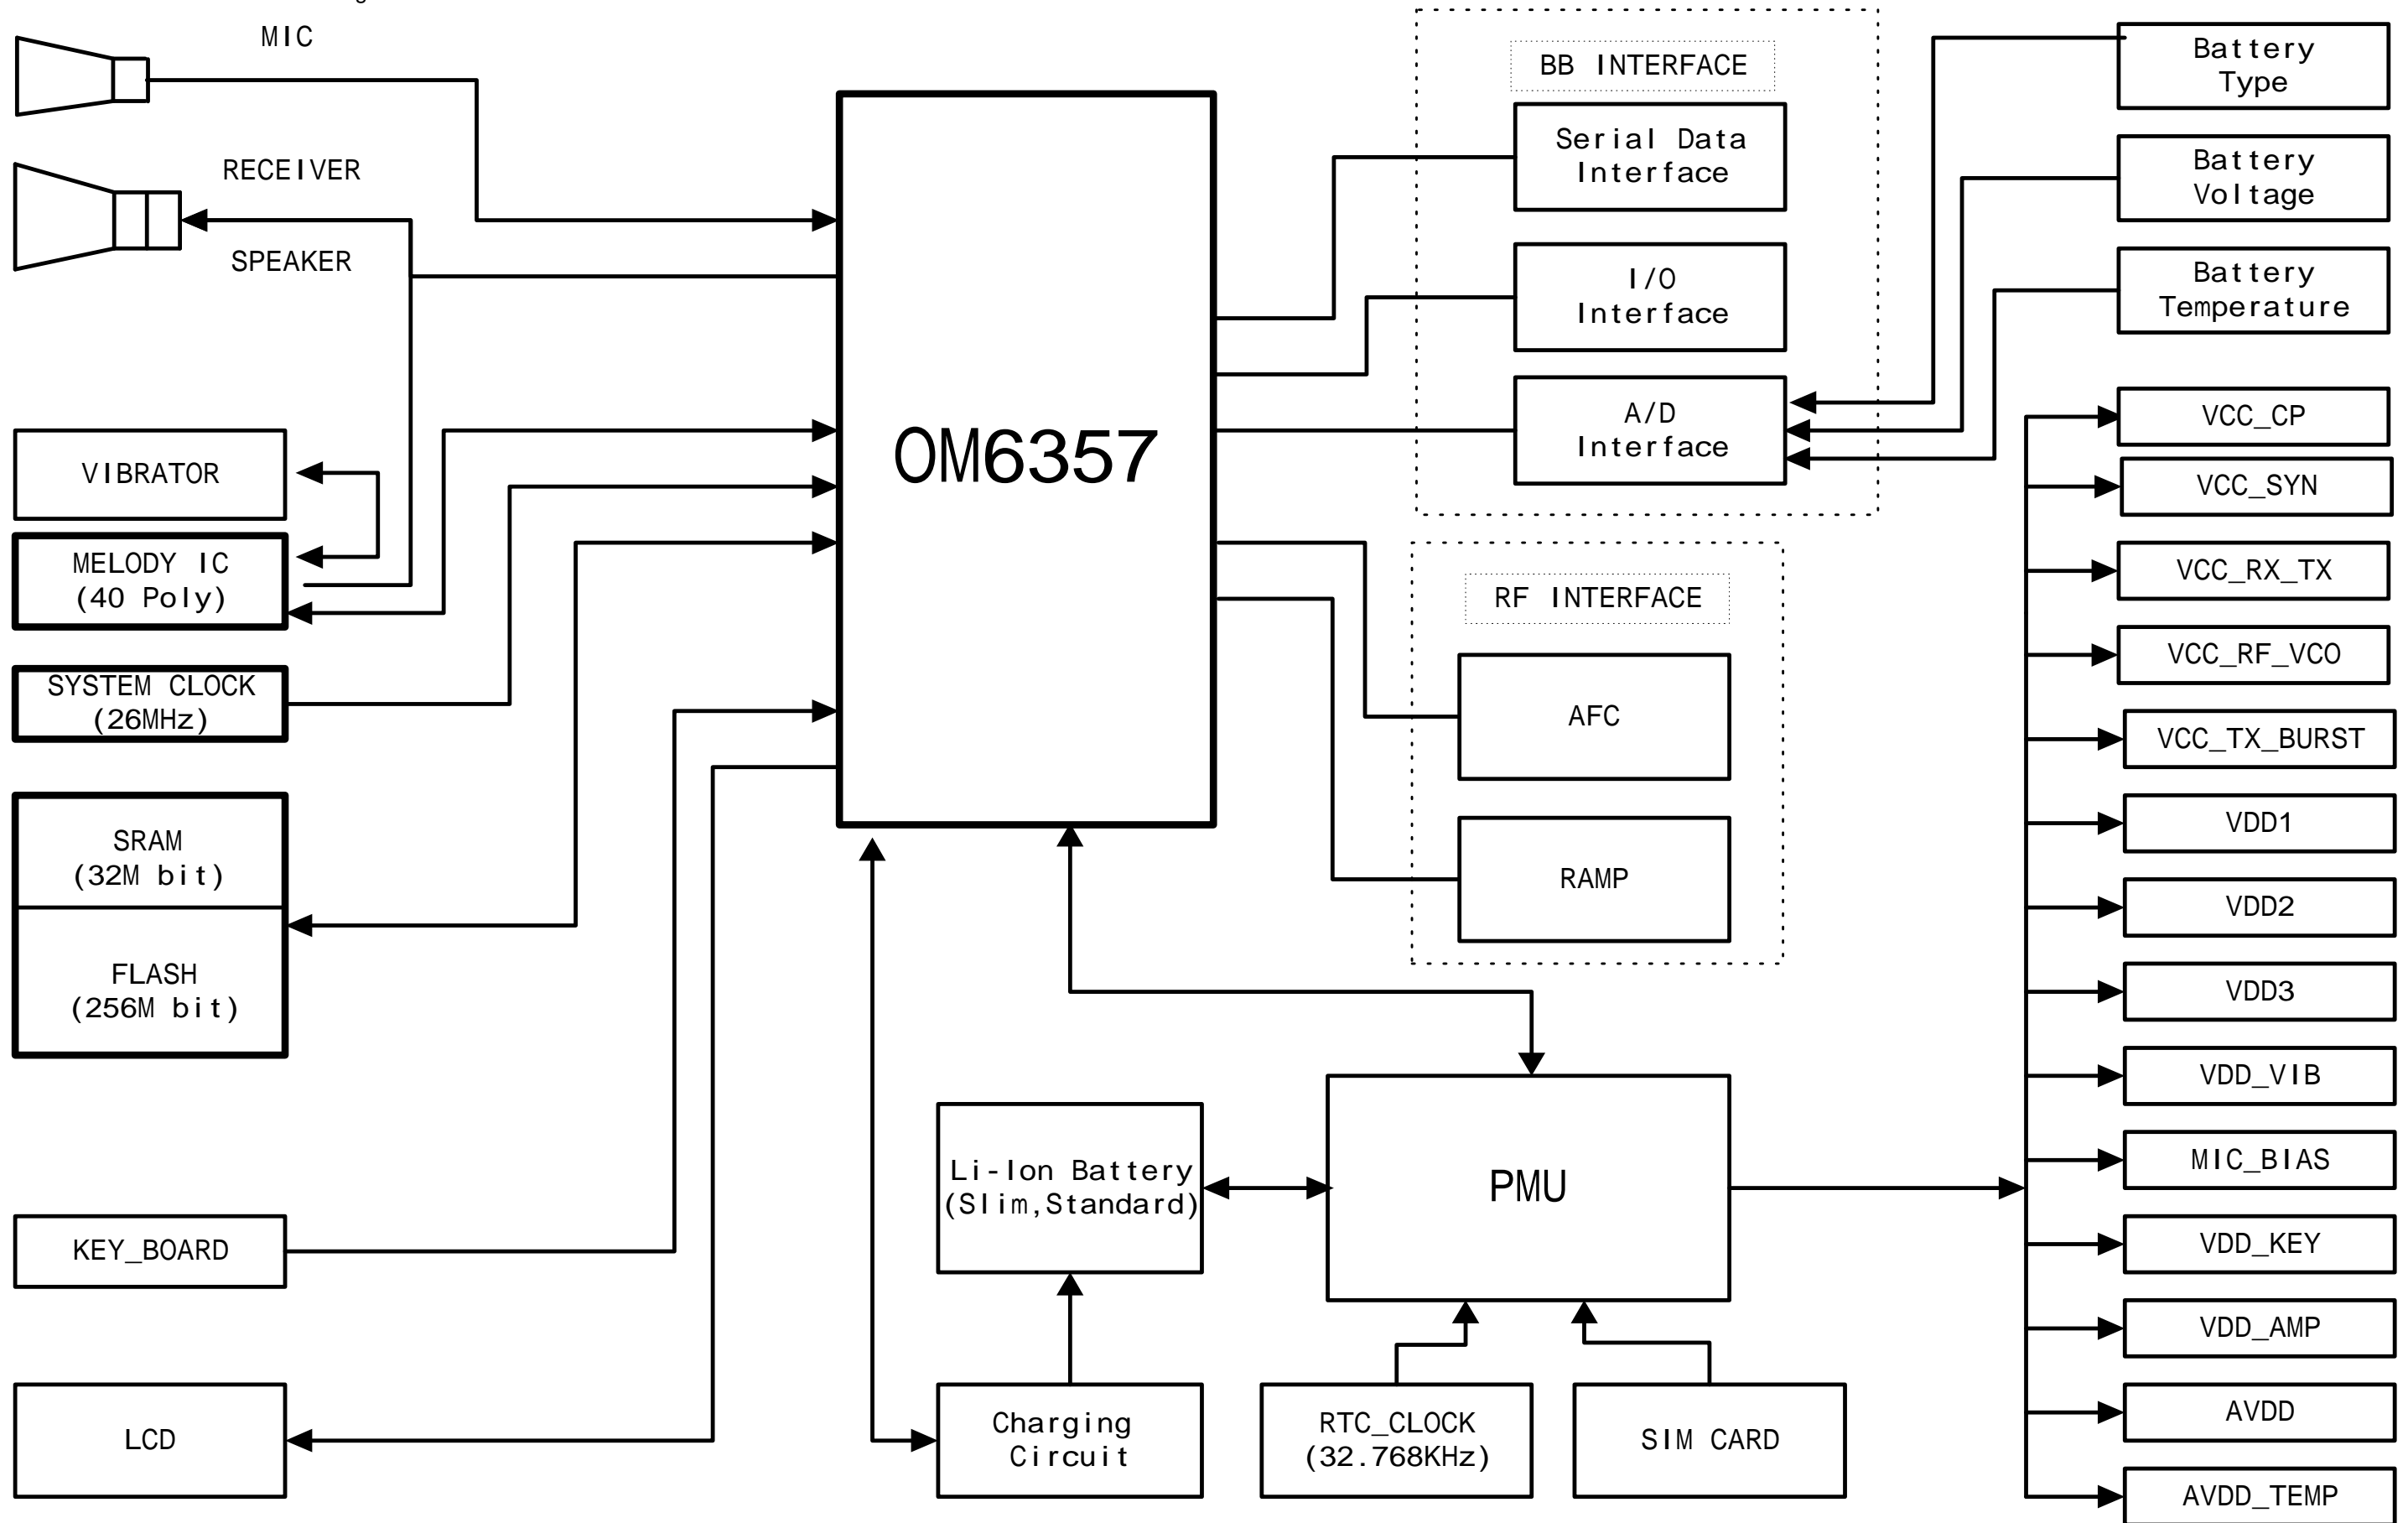 MIC
RECEIVER
SPEAKER
VIBRATOR
MELODY IC
(40 Poly)
SYSTEM CLOCK
(26MHz)
SRAM
(32M bit)
FLASH
(256M bit)
KEY_BOARD
LCD
OM6357
BB INTERFACE
Serial Data
Interface
I/O
Interface
A/D
Interface
RF INTERFACE
AFC
RAMP
Li-Ion Battery
(Slim,Standard)
PMU
Charging
Circuit
RTC_CLOCK
(32.768KHz)
SIM CARD
Battery
Type
Battery
Voltage
Battery
Temperature
VCC_CP
VCC_SYN
VCC_RX_TX
VCC_RF_VCO
VCC_TX_BURST
VDD1
VDD2
VDD3
VDD_VIB
MIC_BIAS
VDD_KEY
VDD_AMP
AVDD
AVDD_TEMP